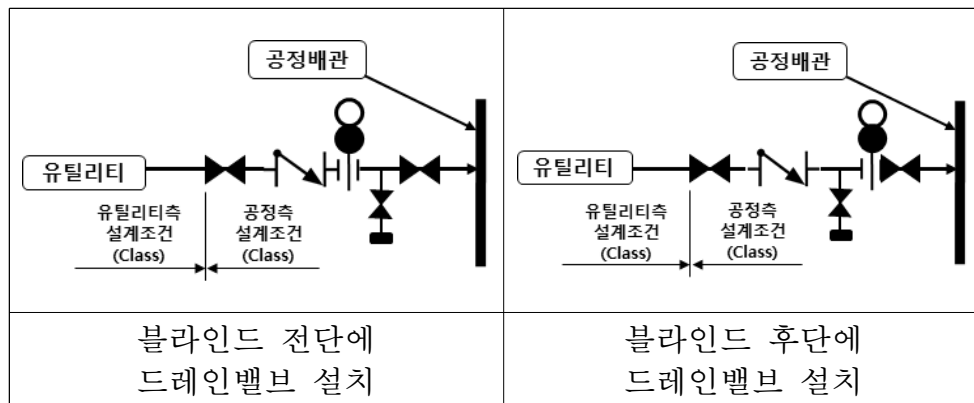 공정배관
유틸리티
유틸리티측
설계조건
(Class)
공정측
설계조건
(Class)
블라인드 전단에
드레인밸브 설치
공정배관
유틸리티
유틸리티측
설계조건
(Class)
공정측
설계조건
(Class)
블라인드 후단에
드레인밸브 설치